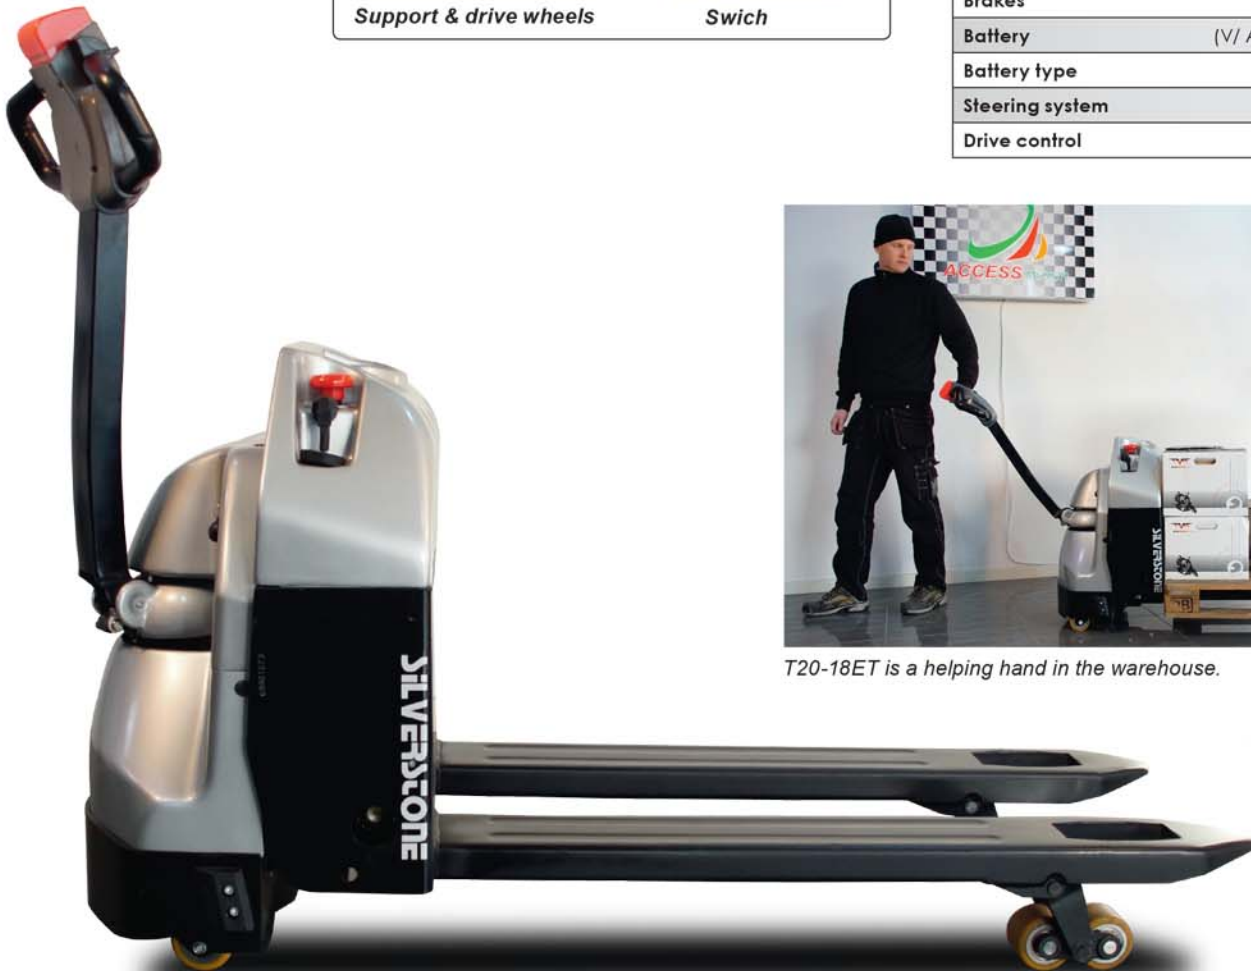 Support & drive wheels
Swich
Brakes
Battery (V/ A
Battery type
Steering system
Drive control
ACCESS
SILVERSTONE
T20-18ET is a helping hand in the warehouse.
SiLVERSTONE